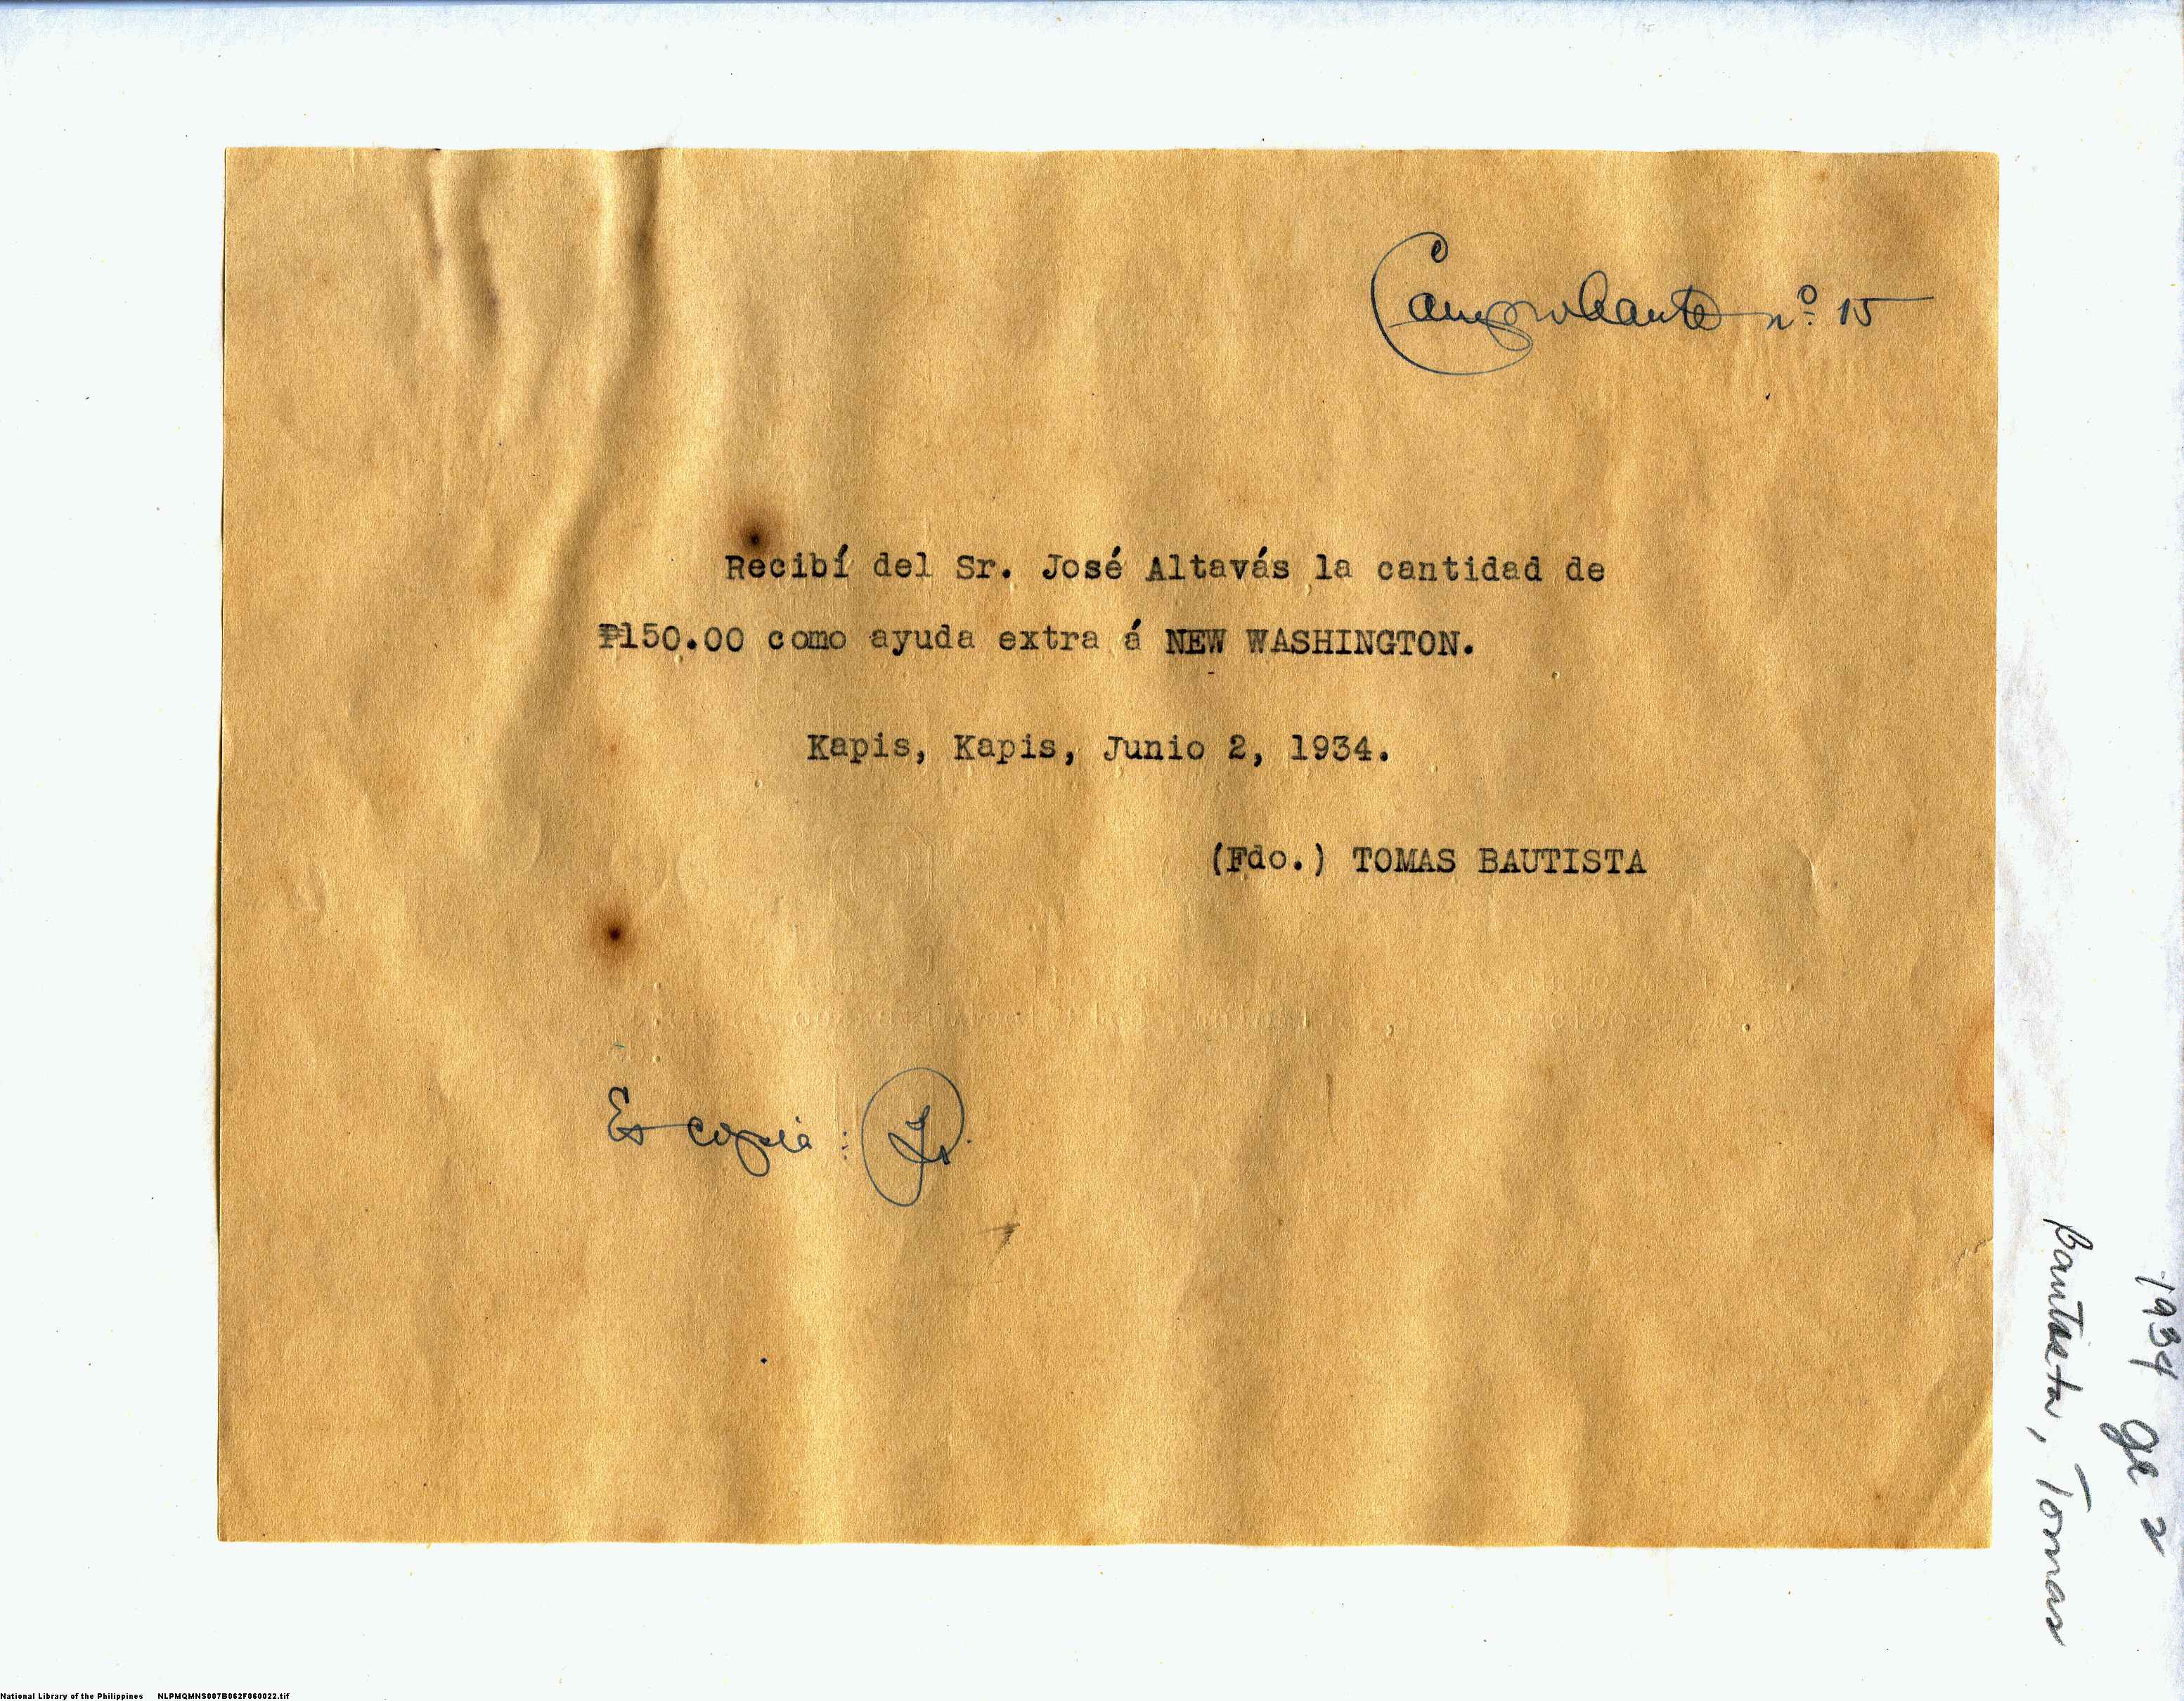 Comprobante nº 15
Recibí del Sr. José Altavás la cantidad de
₱150.00 como ayuda extra á NEW WASHINGTON.
Kapis, Kapis, Junio 2, 1934.
(Fdo.) TOMAS BAUTISTA
Es copia:
1934
Bautista, Tomas
National Library of the Philippines NLPMQMNS007B062F060022.tif